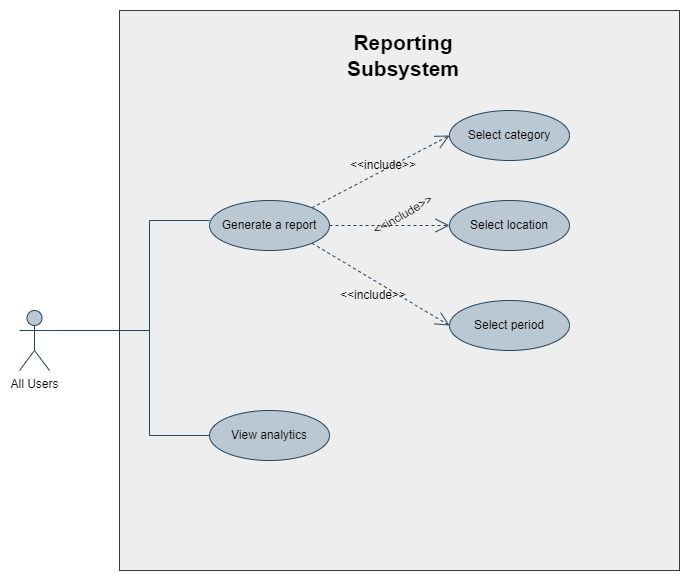 Reporting
Subsystem
Select category
<<include>>
Generate a report
<<include>>
Select location
<<include>>
Select period
All Users
View analytics